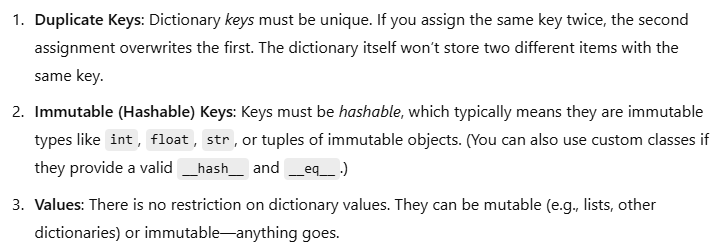 1. Duplicate Keys: Dictionary keys must be unique. If you assign the same key twice, the second
assignment overwrites the first. The dictionary itself won’t store two different items with the
same key.
2. Immutable (Hashable) Keys: Keys must be hashable, which typically means they are immutable
types like int, float, str, or tuples of immutable objects. (You can also use custom classes if
they provide a valid __hash__ and __eq__.)
3. Values: There is no restriction on dictionary values. They can be mutable (e.g., lists, other
dictionaries) or immutable—anything goes.